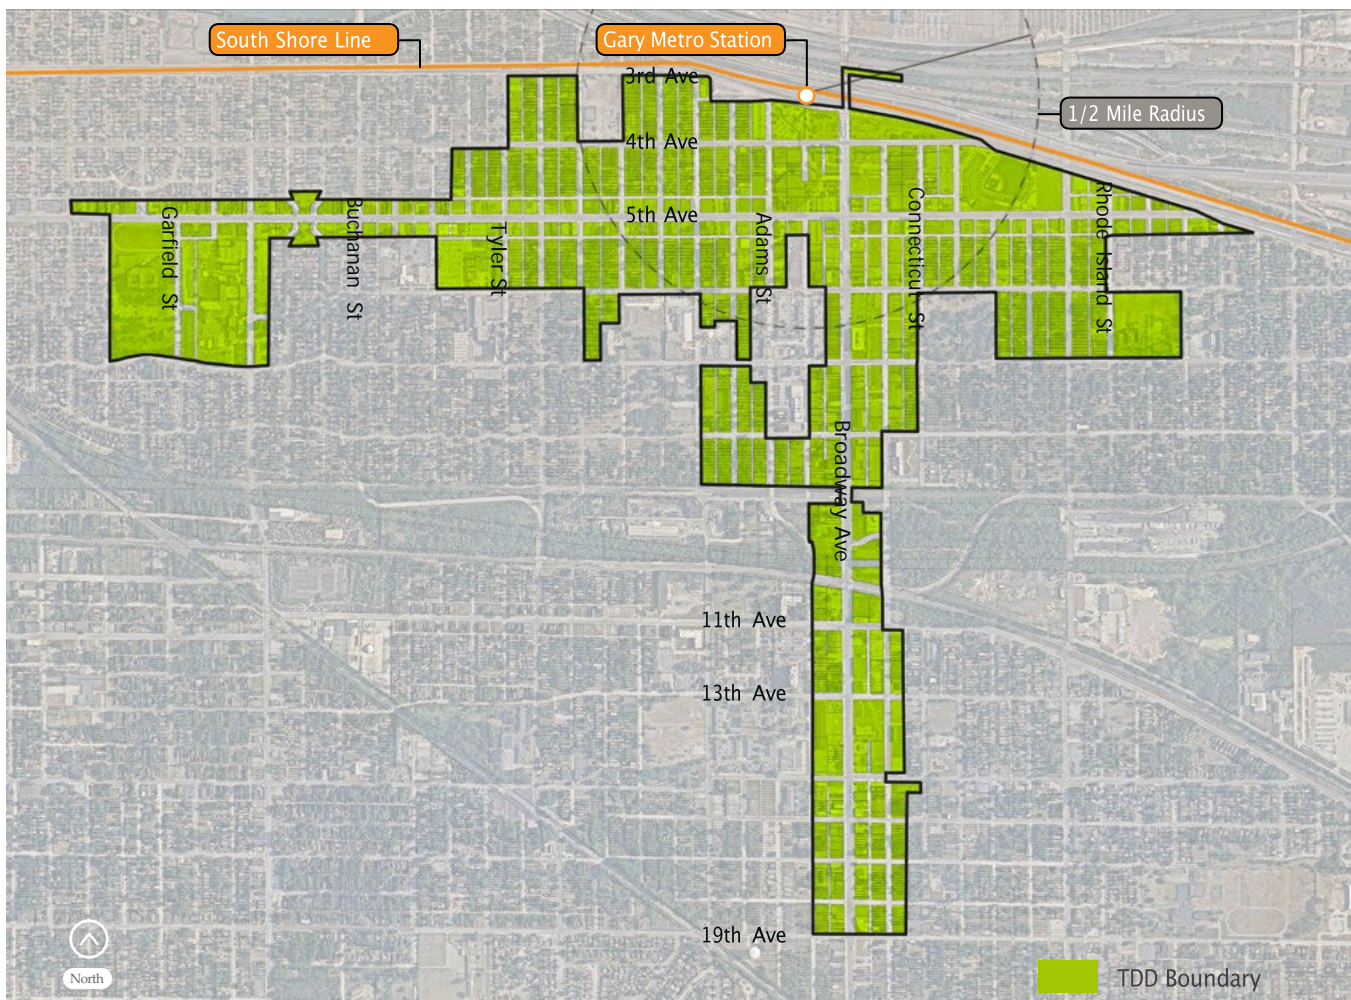 South Shore Line
Gary Metro Station
3rd Ave
1/2 Mile Radius
4th Ave
5th Ave
Garfield St
Buchanan St
Tyler St
Adams St
Connecticut St
Rhode Island St
Broadway Ave
11th Ave
13th Ave
19th Ave
North
TDD Boundary